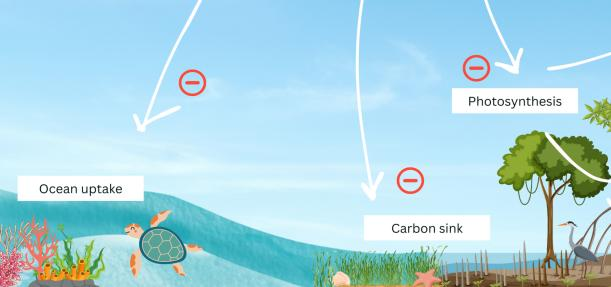 Photosynthesis
Ocean uptake
Carbon sink